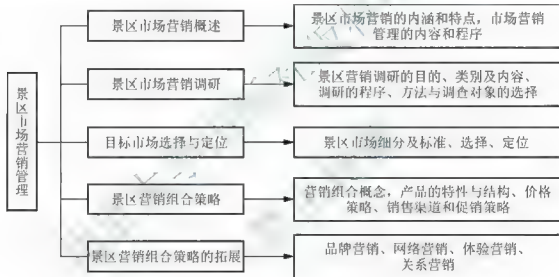 景区市场营销管理
景区市场营销概述
景区市场营销的内涵和特点，市场营销
管理的内容和程序
景区市场营销调研
景区营销调研的目的、类别及内容、
调研的程序、方法与调查对象的选择
目标市场选择与定位
景区市场细分及标准、选择、定位
景区营销组合策略
营销组合概念，产品的特性与结构、价格
策略、销售渠道和促销策略
景区营销组合策略的拓展
品牌营销、网络营销、体验营销、
关系营销